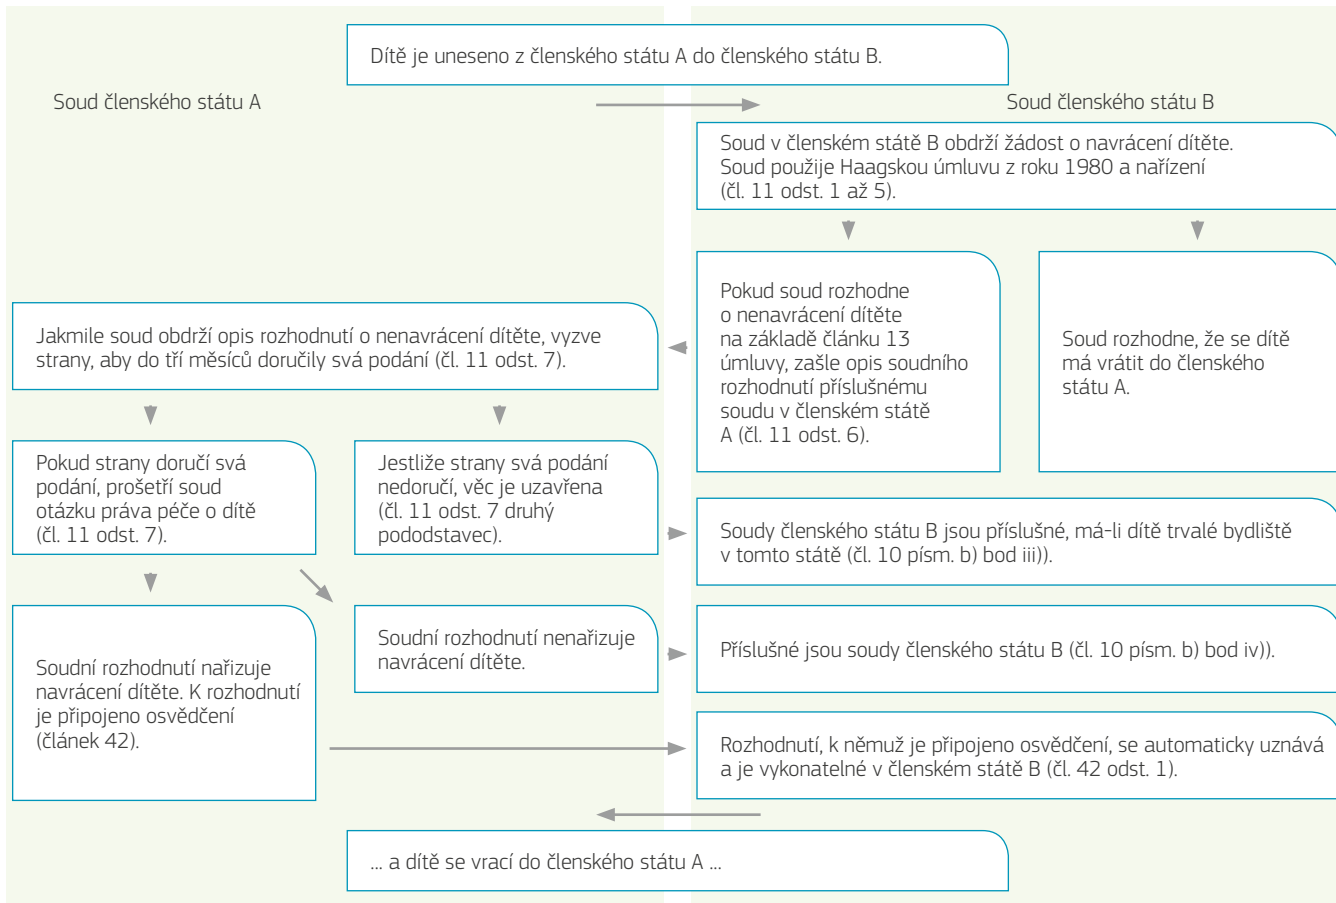 Dítě je uneseno z členského státu A do členského státu B.
Soud členského státu A
Soud členského státu B
Soud v členském státě B obdrží žádost o navrácení dítěte.
Soud použije Haagskou úmluvu z roku 1980 a nařízení
(čl. 11 odst. 1 až 5).
Pokud soud rozhodne
o nenavrácení dítěte
na základě článku 13
úmluvy, zašle opis soudního
rozhodnutí příslušnému
soudu v členském státě
A (čl. 11 odst. 6).
Soud rozhodne, že se dítě
má vrátit do členského
státu A.
Jakmile soud obdrží opis rozhodnutí o nenavrácení dítěte, vyzve
strany, aby do tří měsíců doručily svá podání (čl. 11 odst. 7).
Pokud strany doručí svá
podání, prošetří soud
otázku práva péče o dítě
(čl. 11 odst. 7).
Jestliže strany svá podání
nedoručí, věc je uzavřena
(čl. 11 odst. 7 druhý
pododstavec).
Soudy členského státu B jsou příslušné, má-li dítě trvalé bydliště
v tomto státě (čl. 10 písm. b) bod iii)).
Soudní rozhodnutí nařizuje
navrácení dítěte. K rozhodnutí
je připojeno osvědčení
(článek 42).
Soudní rozhodnutí nenařizuje
navrácení dítěte.
Příslušné jsou soudy členského státu B (čl. 10 písm. b) bod iv)).
Rozhodnutí, k němuž je připojeno osvědčení, se automaticky uznává
a je vykonatelné v členském státě B (čl. 42 odst. 1).
... a dítě se vrací do členského státu A ...